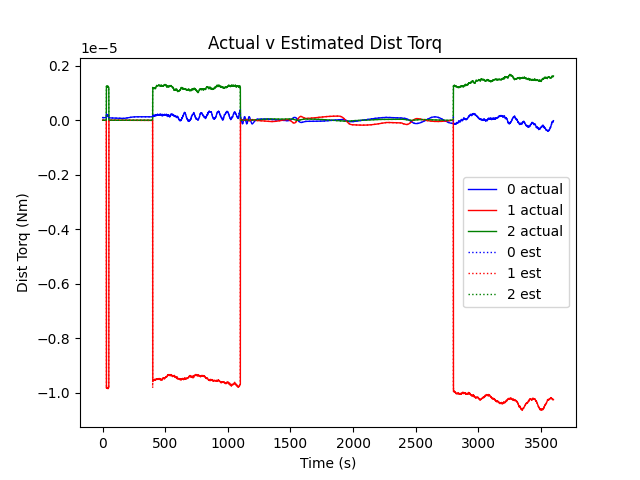 Actual v Estimated Dist Torq
1e−5
0.2
0.0
−0.2
−0.4
−0.6
−0.8
−1.0
Dist Torq (Nm)
0 actual
1 actual
2 actual
0 est
1 est
2 est
0 500 1000 1500 2000 2500 3000 3500
Time (s)